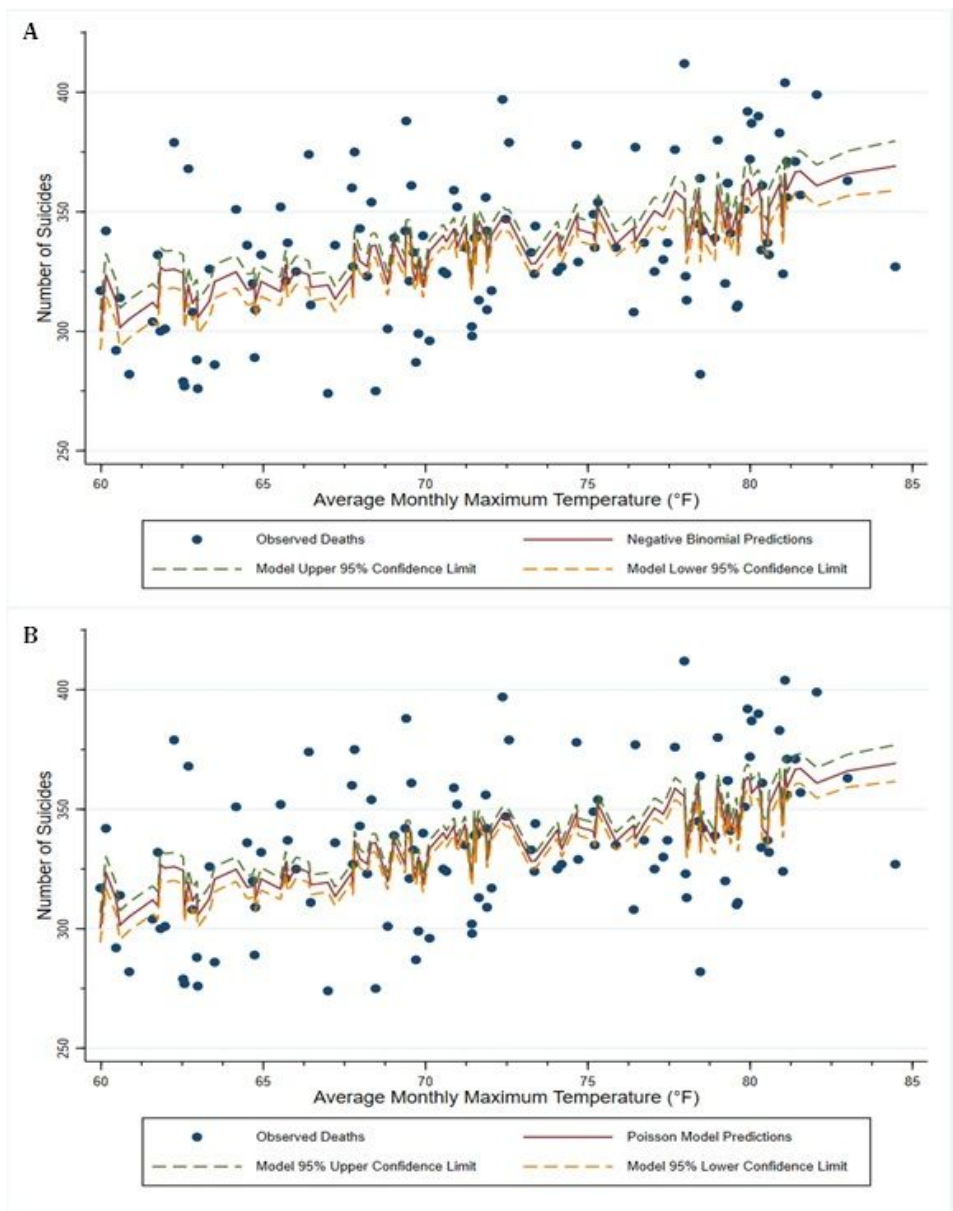 A
400
350
300
250
Number of Suicides
60 65 70 75 80 85
Average Monthly Maximum Temperature (°F)
Observed Deaths Negative Binomial Predictions
Model Upper 95% Confidence Limit Model Lower 95% Confidence Limit
B
400
350
300
250
Number of Suicides
60 65 70 75 80 85
Average Monthly Maximum Temperature (°F)
Observed Deaths Poisson Model Predictions
Model 95% Upper Confidence Limit Model 95% Lower Confidence Limit